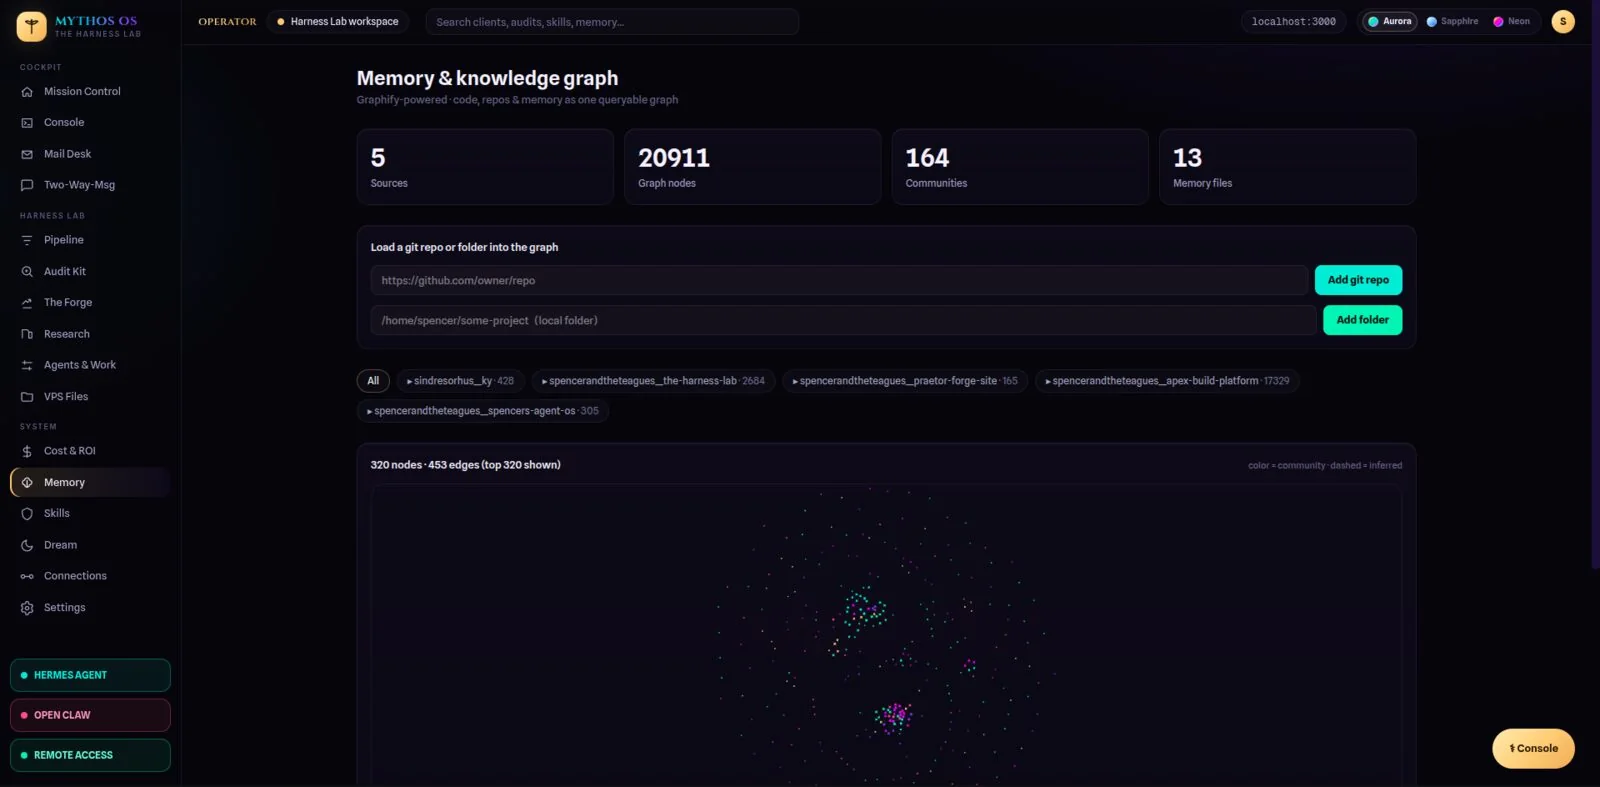 MYTHOS OS
THE HARNESS LAB
OPERATOR
Harness Lab workspace
Search clients, audits, skills, memory...
localhost:3000
Aurora
Sapphire
Neon
S
COCKPIT
Mission Control
Console
Mail Desk
Two-Way-Msg
HARNESS LAB
Pipeline
Audit Kit
The Forge
Research
Agents & Work
VPS Files
SYSTEM
Cost & ROI
Memory
Skills
Dream
Connections
Settings
HERMES AGENT
OPEN CLAW
REMOTE ACCESS
Memory & knowledge graph
Graphify-powered · code, repos & memory as one queryable graph
5
Sources
20911
Graph nodes
164
Communities
13
Memory files
Load a git repo or folder into the graph
https://github.com/owner/repo
Add git repo
/home/spencer/some-project (local folder)
Add folder
All
▸ sindresorhus__ky · 428
▸ spencerandtheteagues__the-harness-lab · 2684
▸ spencerandtheteagues__praetor-forge-site · 165
▸ spencerandtheteagues__apex-build-platform · 17329
▸ spencerandtheteagues__spencers-agent-os · 305
320 nodes · 453 edges (top 320 shown)
color = community · dashed = inferred
Console